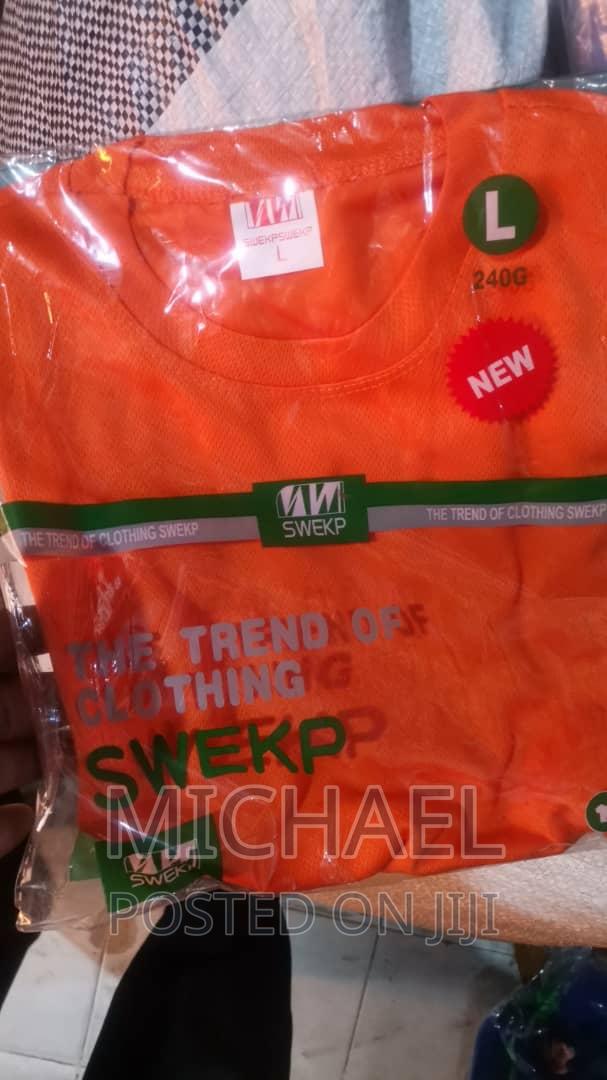 SWEKPSWEKP
L
L
240G
NEW
SWEKP
THE TREND OF CLOTHING SWEKP
THE TREND OF CLOTHING SWEKP
THE TREND OF
CLOTHING
SWEKP
SWEKP
MICHAEL
POSTED ON JIJI